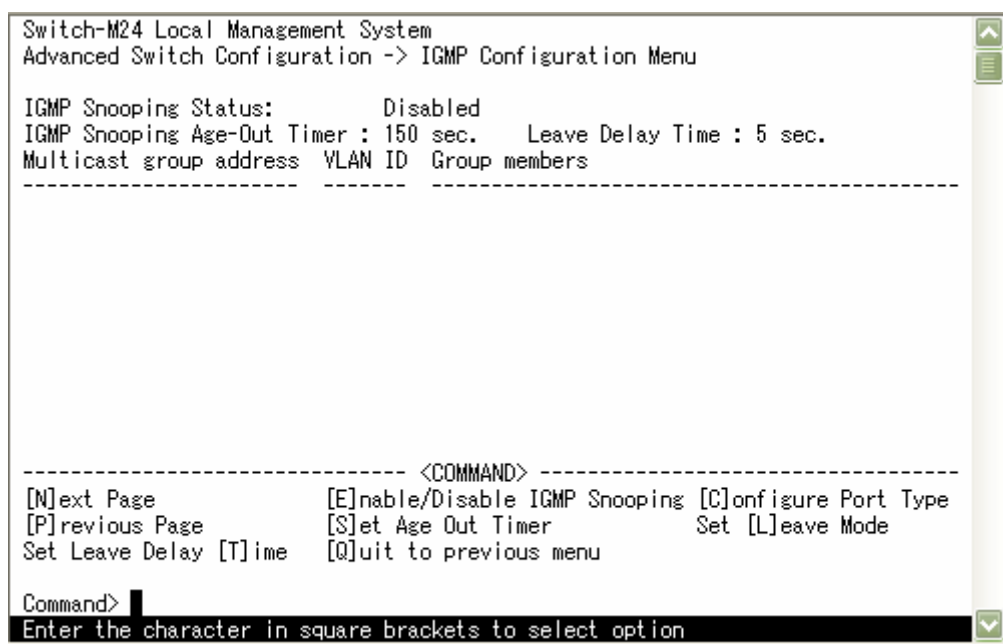 Switch-M24 Local Management System
Advanced Switch Configuration -> IGMP Configuration Menu
IGMP Snooping Status:          Disabled
IGMP Snooping Age-Out Timer : 150 sec.    Leave Delay Time : 5 sec.
Multicast group address  VLAN ID  Group members
-----------------------  -------  --------------------------------------------
-------------------------------- <COMMAND> -----------------------------------
[N]ext Page              [E]nable/Disable IGMP Snooping [C]onfigure Port Type
[P]revious Page          [S]et Age Out Timer            Set [L]eave Mode
Set Leave Delay [T]ime   [Q]uit to previous menu
Command>
Enter the character in square brackets to select option